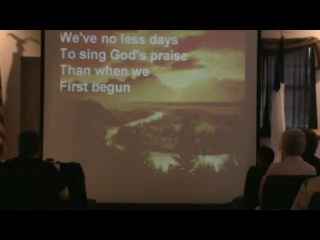 We've no less days
To sing God's praise
Than when we
First begun